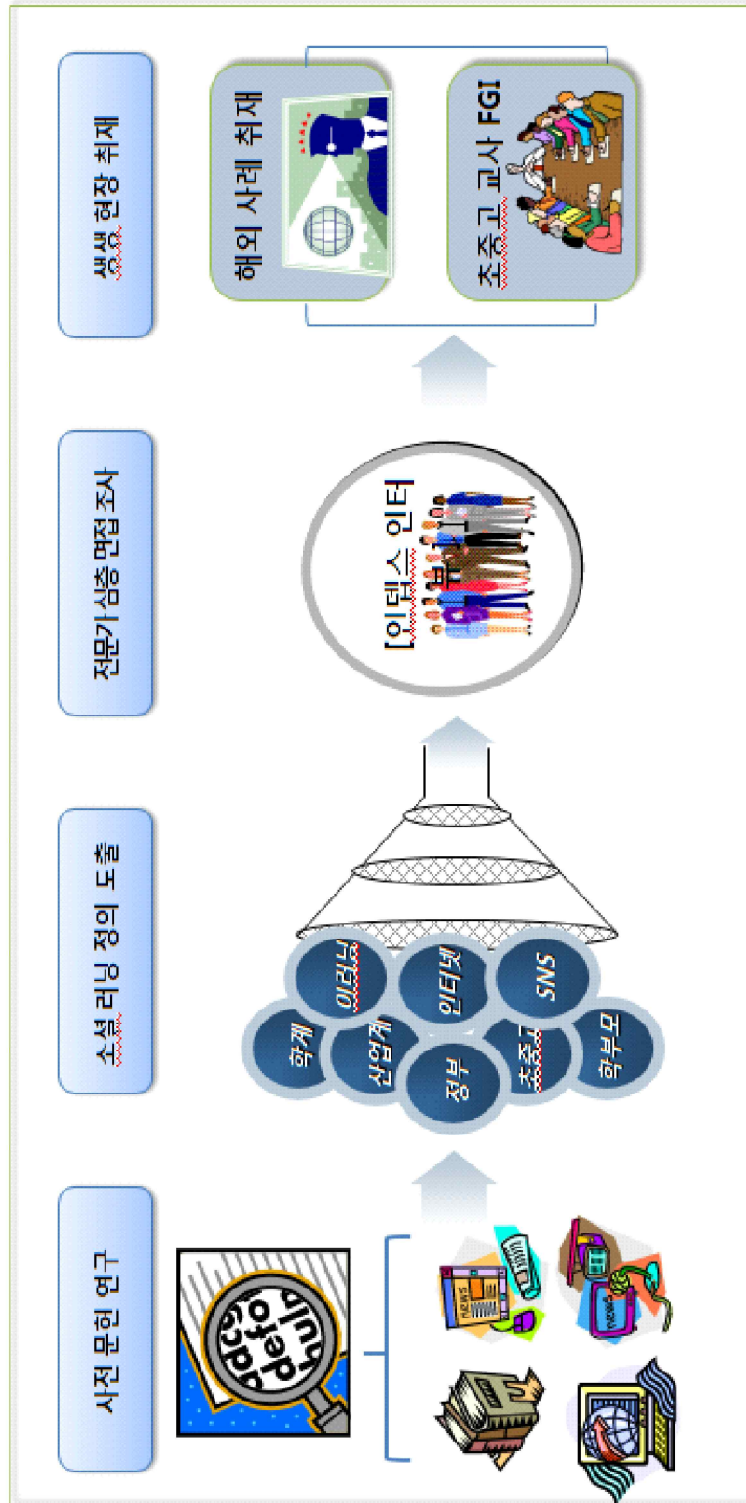 사전 문헌 연구
소셜 러닝 정의 도출
전문가 심층 면접 조사
생생 현장 취재
학계
이러닝
산업계
인터넷
정부
초중고
SNS
학부모
[인뎁스 인터
해외 사례 취재
초중고 교사 FGI